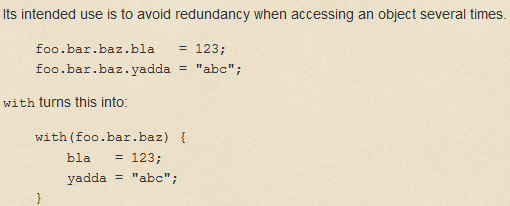 Its intended use is to avoid redundancy when accessing an object several times.
foo.bar.baz.bla   = 123;
foo.bar.baz.yadda = "abc";
with turns this into:
with(foo.bar.baz) {
    bla   = 123;
    yadda = "abc";
}